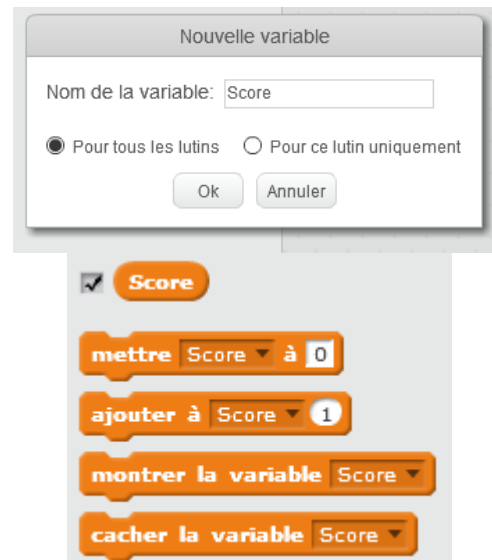 Nouvelle variable
Nom de la variable: Score
Pour tous les lutins Pour ce lutin uniquement
Ok Annuler
Score
mettre Score à 0
ajouter à Score 1
montrer la variable Score
cacher la variable Score